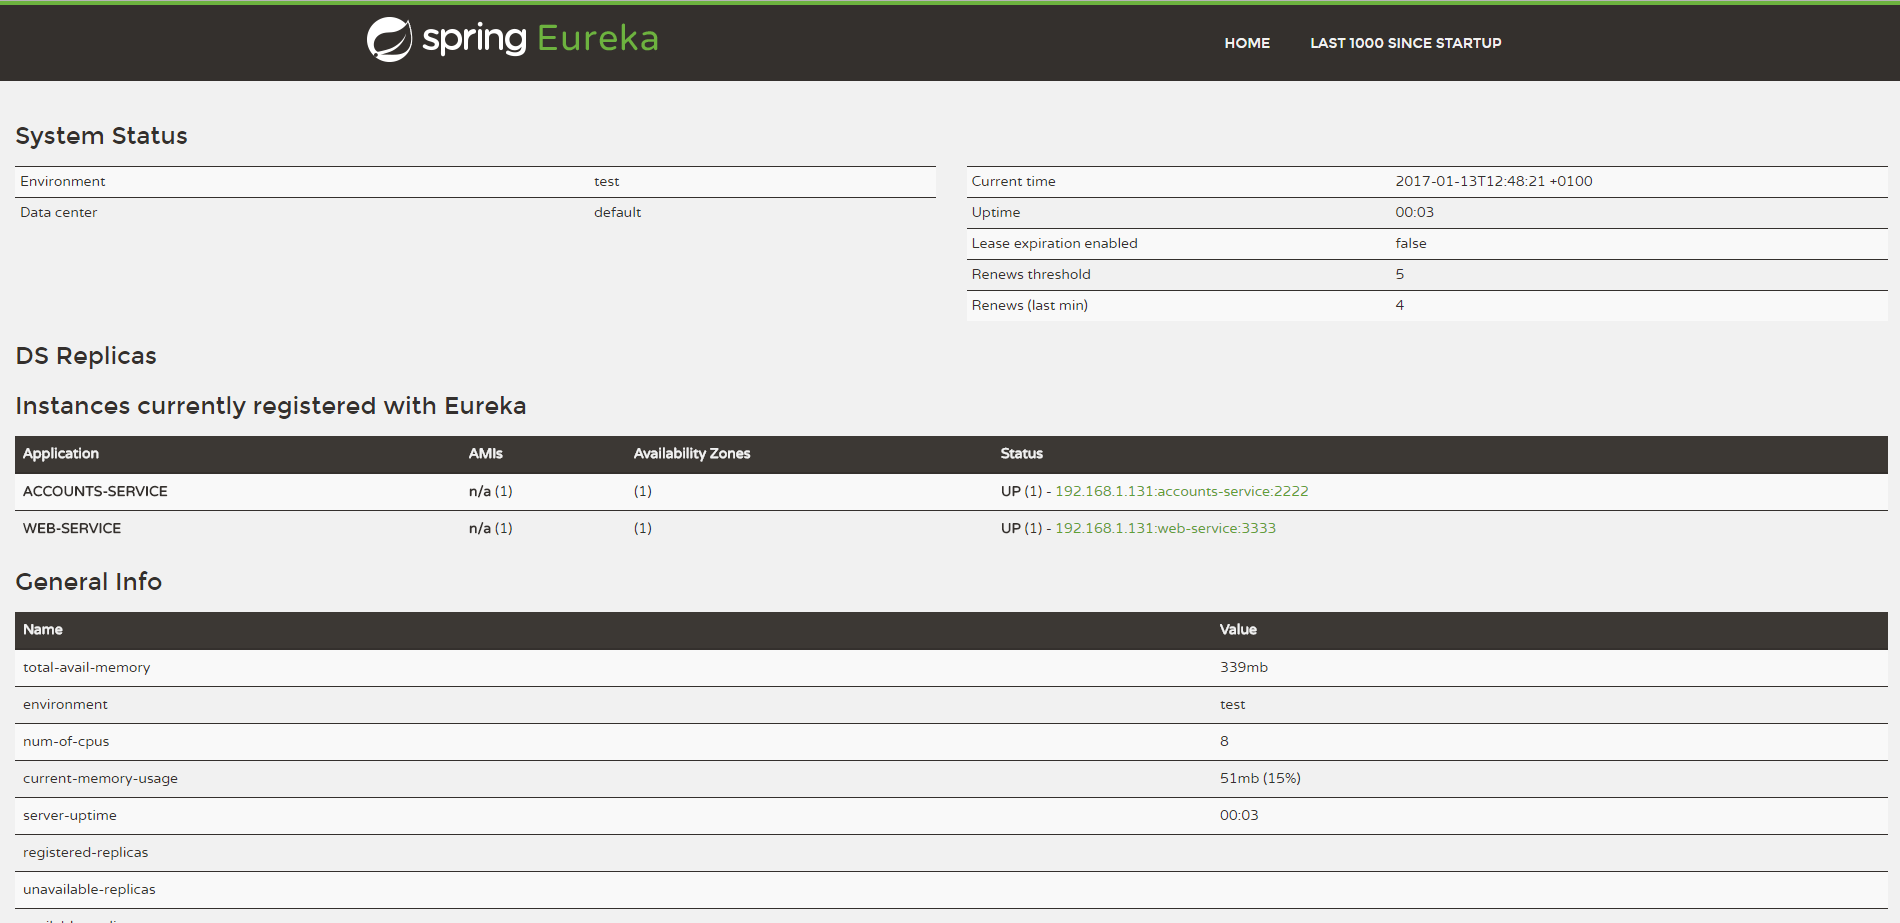 spring Eureka
HOME LAST 1000 SINCE STARTUP
System Status
Environment test
Data center default
Current time 2017-01-13T12:48:21 +0100
Uptime 00:03
Lease expiration enabled false
Renews threshold 5
Renews (last min) 4
DS Replicas
Instances currently registered with Eureka
Application AMIs Availability Zones Status
ACCOUNTS-SERVICE n/a (1) (1) UP (1) - 192.168.1.131:accounts-service:2222
WEB-SERVICE n/a (1) (1) UP (1) - 192.168.1.131:web-service:3333
General Info
Name Value
total-avail-memory 339mb
environment test
num-of-cpus 8
current-memory-usage 51mb (15%)
server-uptime 00:03
registered-replicas
unavailable-replicas